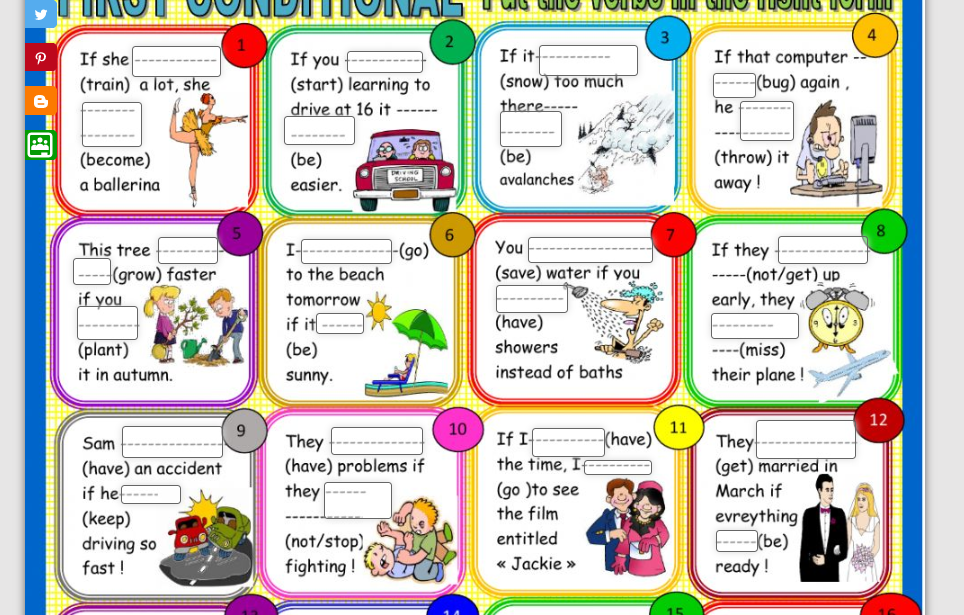 FIRST CONDITIONAL Put the verbs in the right form
1
If she ----------
(train) a lot, she
----------
(become)
a ballerina
2
If you ----------
(start) learning to
drive at 16 it ------
----------
(be)
easier.
DRIVING SCHOOL
3
If it----------
(snow) too much
there-----
----------
(be)
avalanches
4
If that computer --
-----(bug) again ,
he --------
----
(throw) it
away !
5
This tree --------
-----(grow) faster
if you
----------
(plant)
it in autumn.
6
I-------------(go)
to the beach
tomorrow
if it------
(be)
sunny.
7
You ----------------
(save) water if you
----------
(have)
showers
instead of baths
8
If they ----------
-----(not/get) up
early, they
----------
----(miss)
their plane !
9
Sam --------------
(have) an accident
if he------
(keep)
driving so
fast !
10
They -----------
(have) problems if
they -------
----------
(not/stop)
fighting !
11
If I---------(have)
the time, I----------
(go )to see
the film
entitled
« Jackie »
12
They -------------
(get) married in
March if
evreything
-----(be)
ready !
13
14
15
16